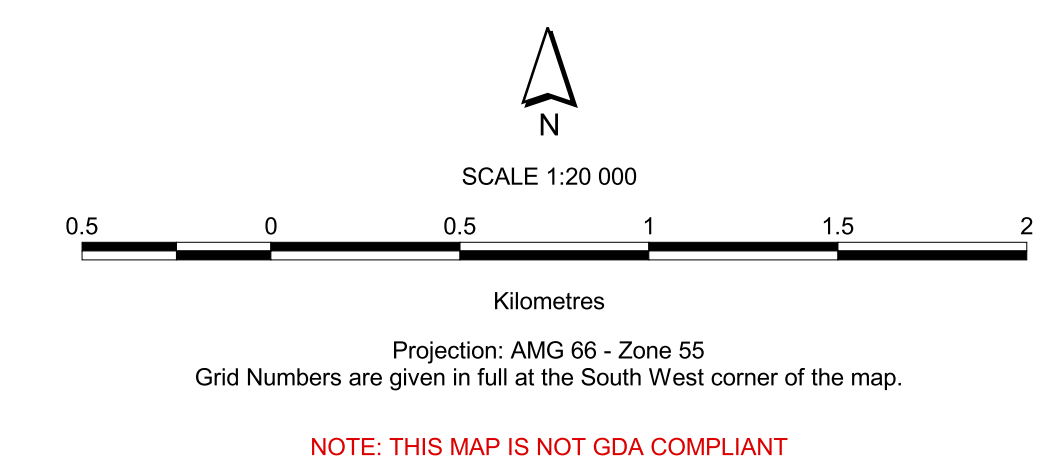 N
SCALE 1:20 000
0.5 0 0.5 1 1.5 2
Kilometres
Projection: AMG 66 - Zone 55
Grid Numbers are given in full at the South West corner of the map.
NOTE: THIS MAP IS NOT GDA COMPLIANT